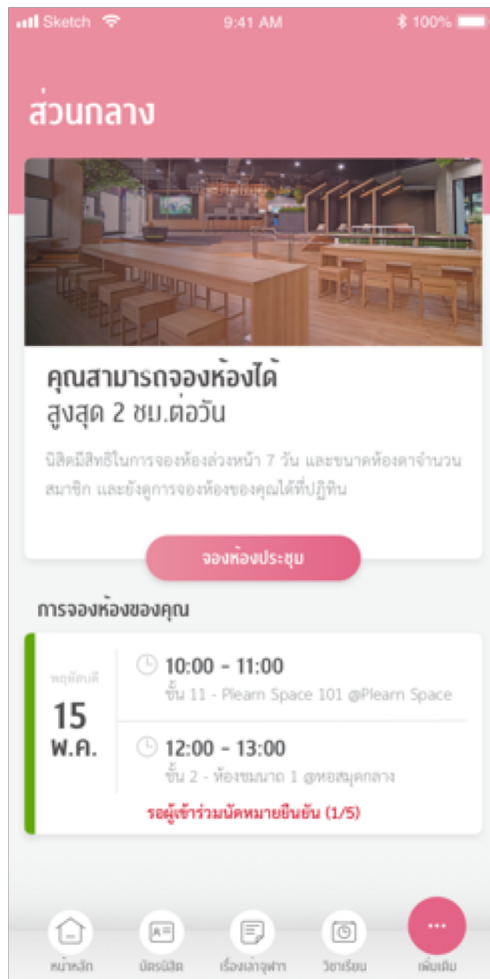 Sketch 9:41 AM 100%
ส่วนกลาง
คุณสามารถจองห้องได้
สูงสุด 2 ชม.ต่อวัน
นิสิตมีสิทธิในการจองห้องล่วงหน้า 7 วัน และขนาดห้องตาจำนวน
สมาชิก และยังดูการจองห้องของคุณได้ที่ปฏิทิน
จองห้องประชุม
การจองห้องของคุณ
พฤหัสบดี
15
พ.ค.
10:00 - 11:00
ชั้น 11 - Plearn Space 101 @Plearn Space
12:00 - 13:00
ชั้น 2 - ห้องชมนาด 1 @หอสมุดกลาง
รอผู้เข้าร่วมนัดหมายยืนยัน (1/5)
หน้าหลัก บัตรนิสิต เรื่องเล่าจุฬาฯ วิชาเรียน เพิ่มเติม